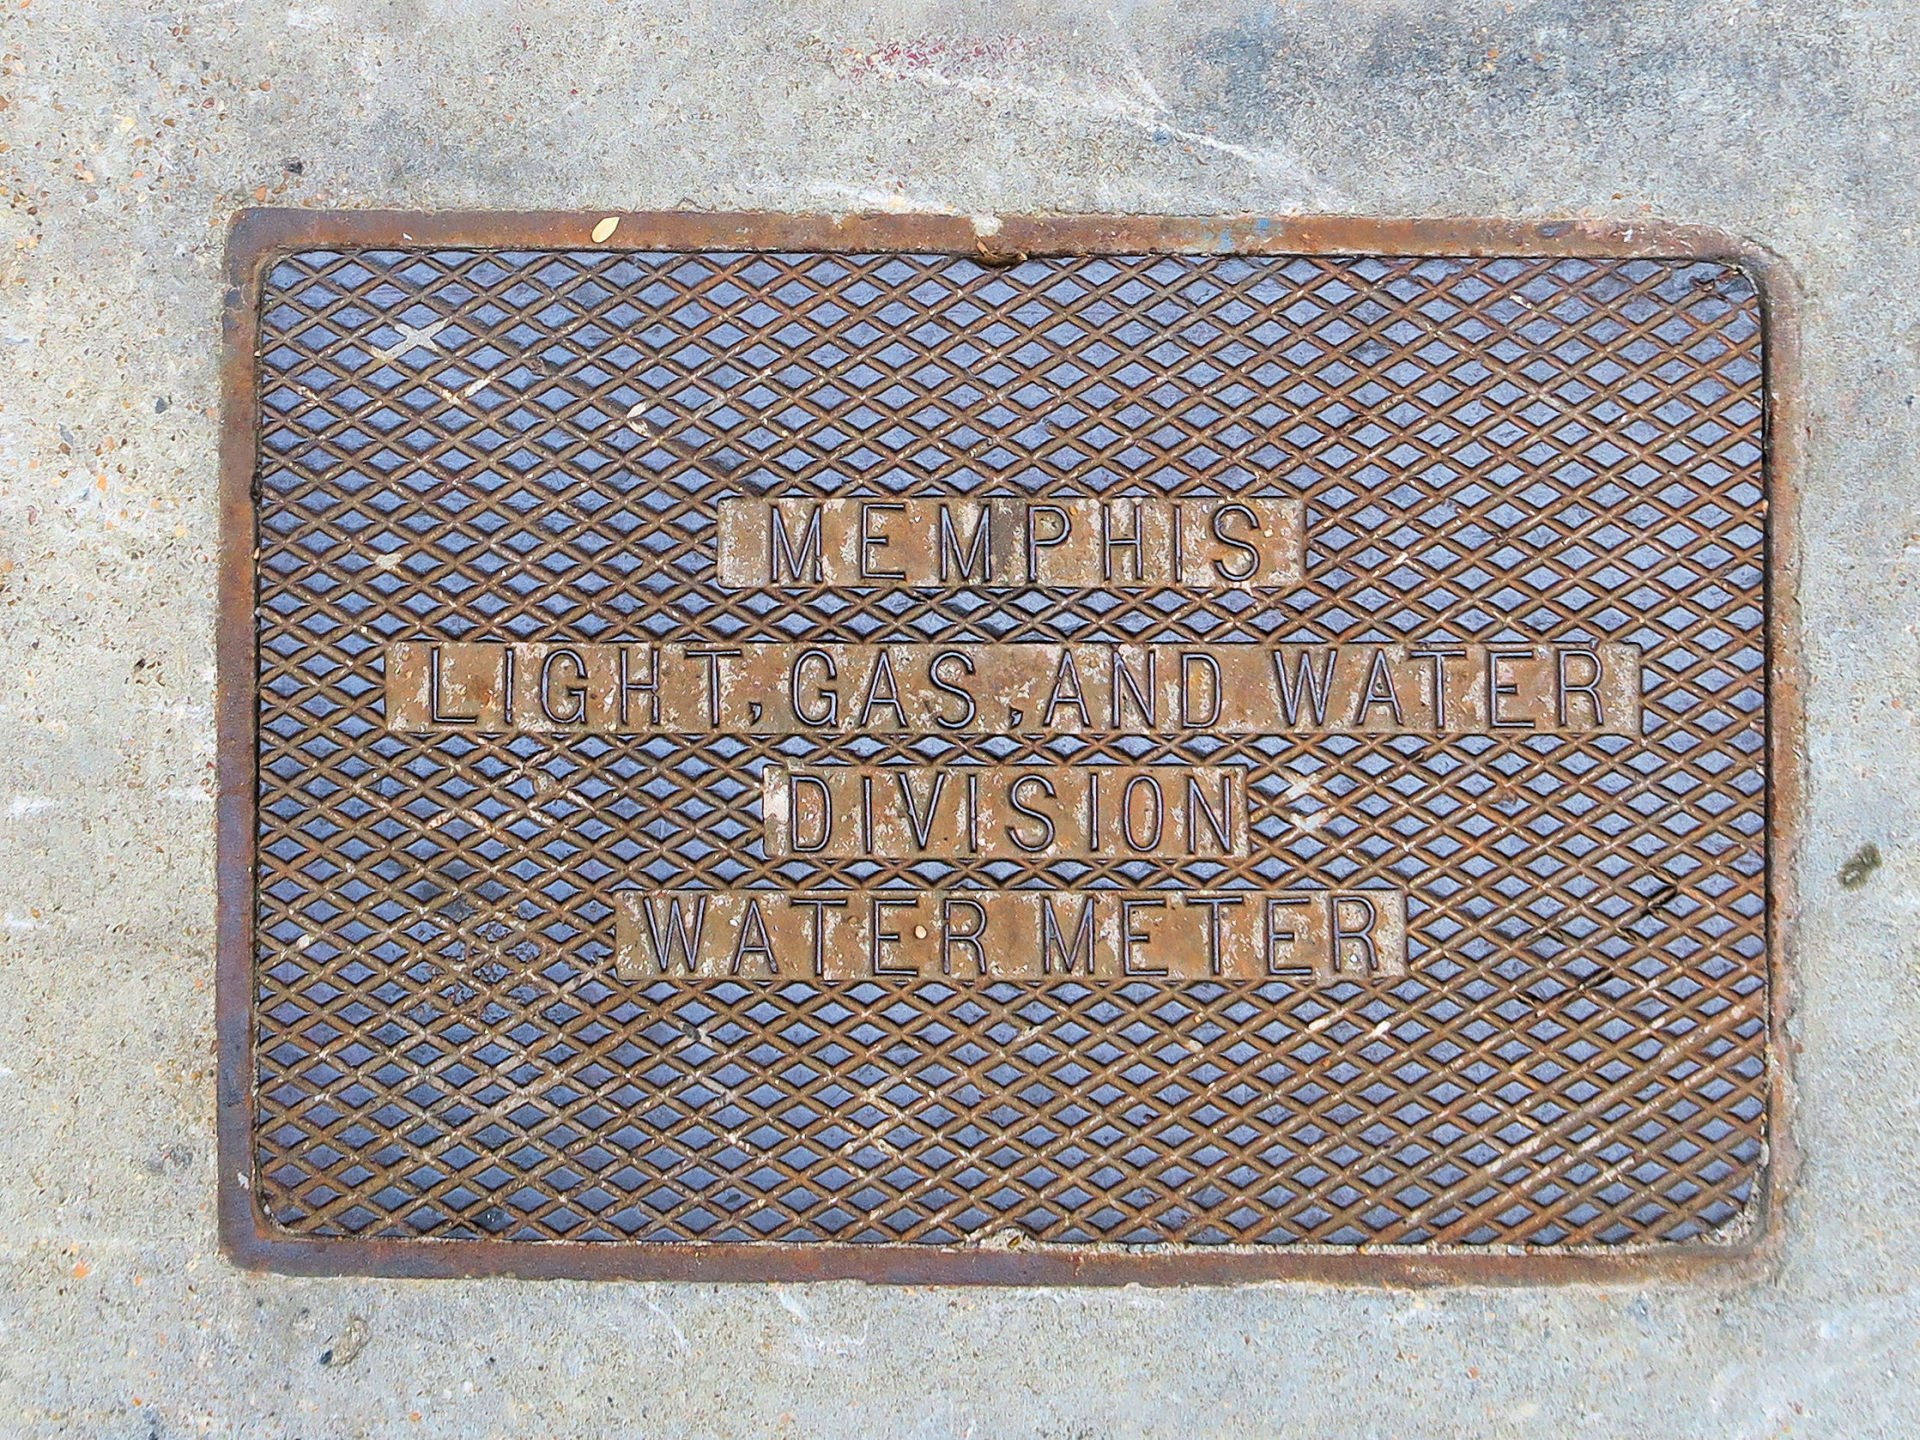 MEMPHIS
LIGHT, GAS, AND WATER
DIVISION
WATER METER